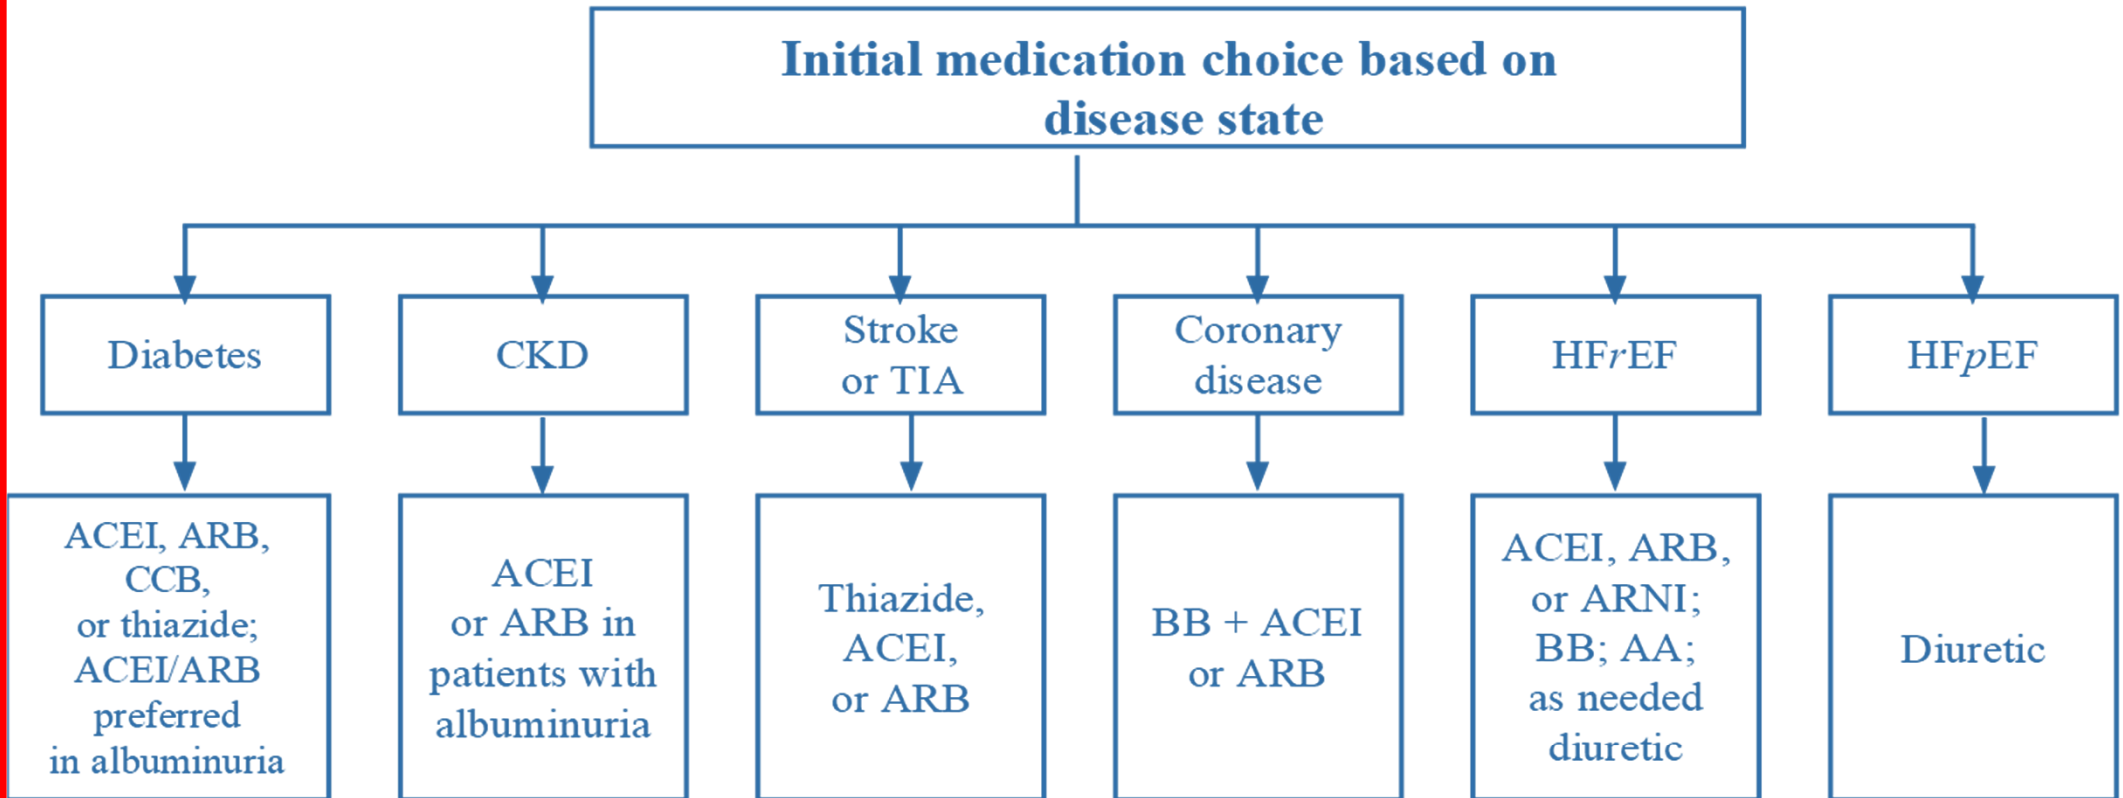 Initial medication choice based on
disease state
Diabetes
CKD
Stroke
or TIA
Coronary
disease
HFrEF
HFpEF
ACEI, ARB,
CCB,
or thiazide;
ACEI/ARB
preferred
in albuminuria
ACEI
or ARB in
patients with
albuminuria
Thiazide,
ACEI,
or ARB
BB + ACEI
or ARB
ACEI, ARB,
or ARNI;
BB; AA;
as needed
diuretic
Diuretic